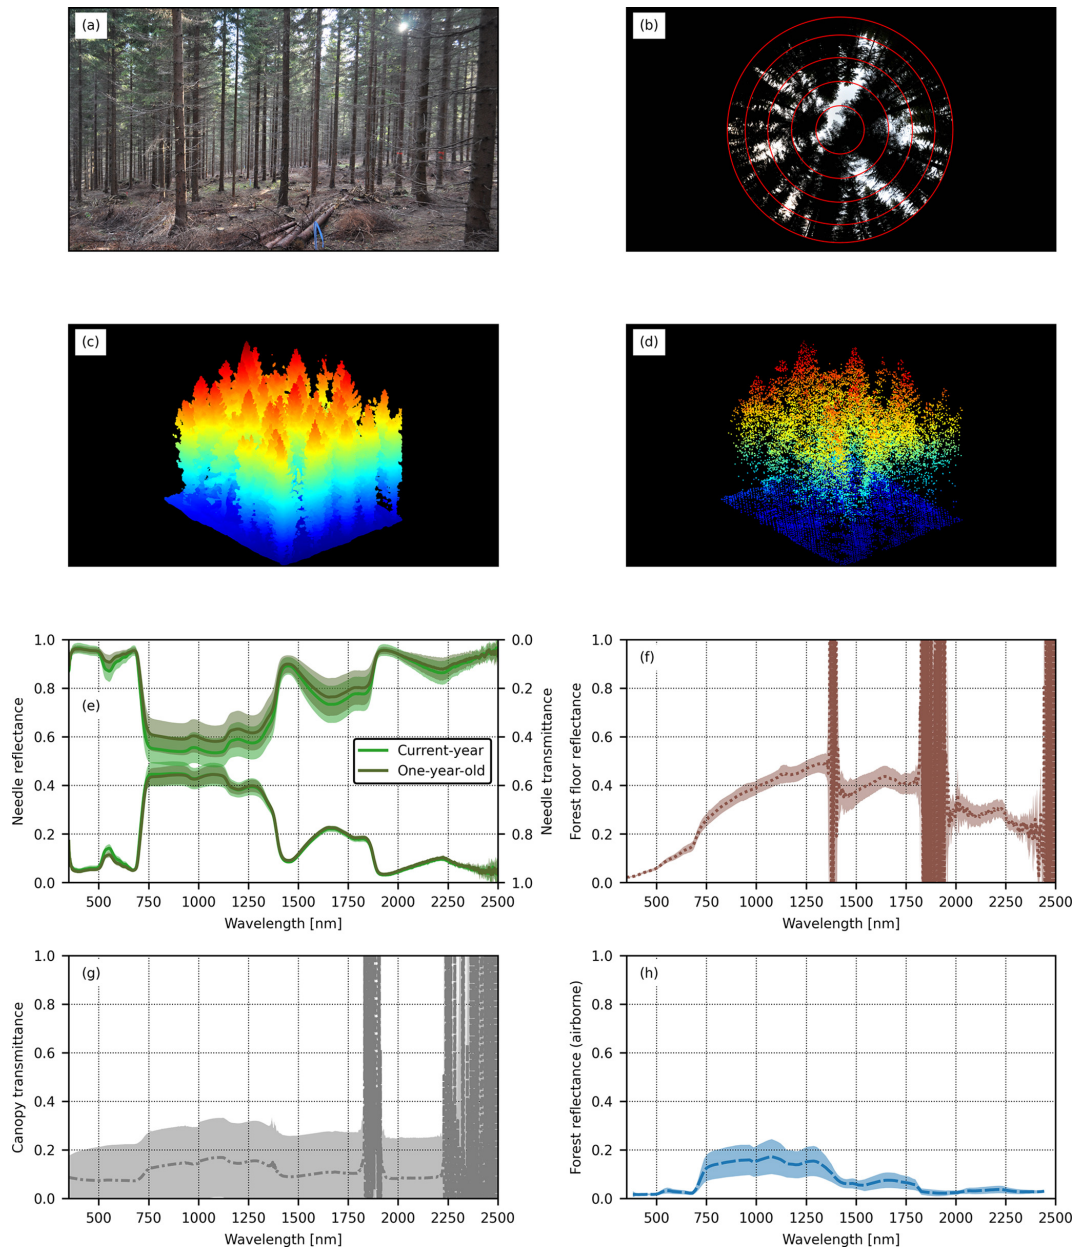 (a)
(b)
(c)
(d)
1.0
0.8
0.6
0.4
0.2
0.0
Needle reflectance
(e)
Current-year
One-year-old
0.0
0.2
0.4
0.6
0.8
1.0
Needle transmittance
500 750 1000 1250 1500 1750 2000 2250 2500
Wavelength [nm]
1.0
0.8
0.6
0.4
0.2
0.0
Forest floor reflectance
(f)
500 750 1000 1250 1500 1750 2000 2250 2500
Wavelength [nm]
1.0
0.8
0.6
0.4
0.2
0.0
Canopy transmittance
(g)
500 750 1000 1250 1500 1750 2000 2250 2500
Wavelength [nm]
1.0
0.8
0.6
0.4
0.2
0.0
Forest reflectance (airborne)
(h)
500 750 1000 1250 1500 1750 2000 2250 2500
Wavelength [nm]